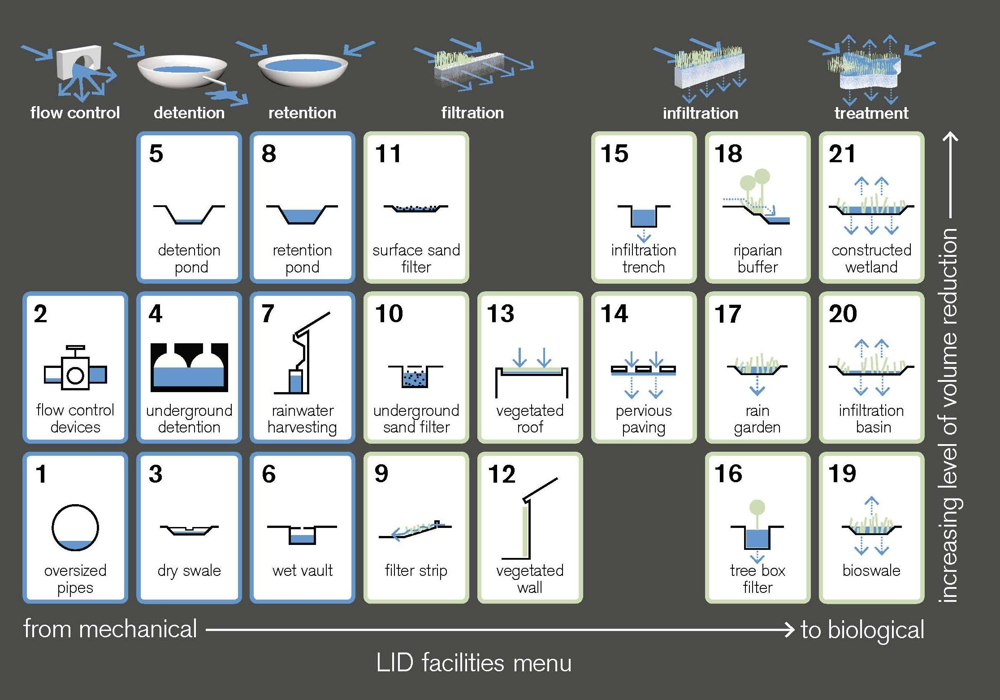 flow control
detention
retention
filtration
infiltration
treatment
5
detention
pond
8
retention
pond
11
surface sand
filter
15
infiltration
trench
18
riparian
buffer
21
constructed
wetland
2
flow control
devices
4
underground
detention
7
rainwater
harvesting
10
underground
sand filter
13
vegetated
roof
14
pervious
paving
17
rain
garden
20
infiltration
basin
1
oversized
pipes
3
dry swale
6
wet vault
9
filter strip
12
vegetated
wall
16
tree box
filter
19
bioswale
increasing level of volume reduction
from mechanical
to biological
LID facilities menu